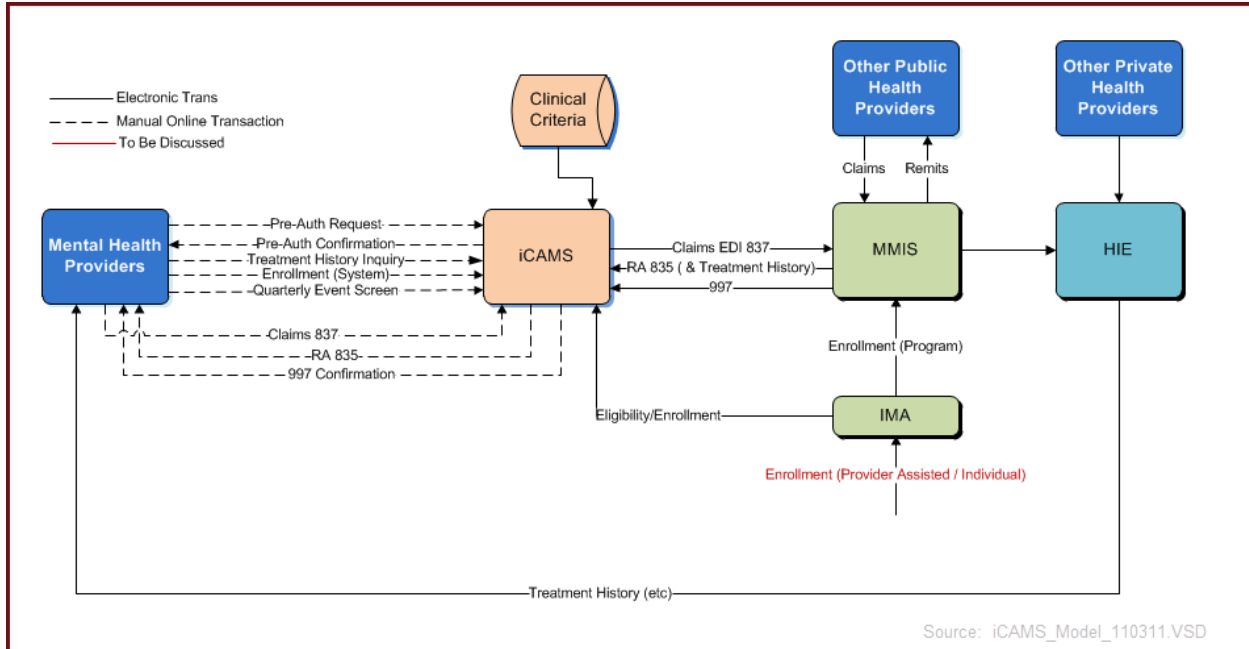 Electronic Trans
Manual Online Transaction
To Be Discussed
Clinical
Criteria
Other Public
Health
Providers
Other Private
Health
Providers
Claims
Remits
Mental Health
Providers
Pre-Auth Request
Pre-Auth Confirmation
Treatment History Inquiry
Enrollment (System)
Quarterly Event Screen
iCAMS
Claims EDI 837
RA 835 ( & Treatment History)
997
MMIS
HIE
Claims 837
RA 835
997 Confirmation
Enrollment (Program)
Eligibility/Enrollment
IMA
Enrollment (Provider Assisted / Individual)
Treatment History (etc)
Source: iCAMS_Model_110311.VSD